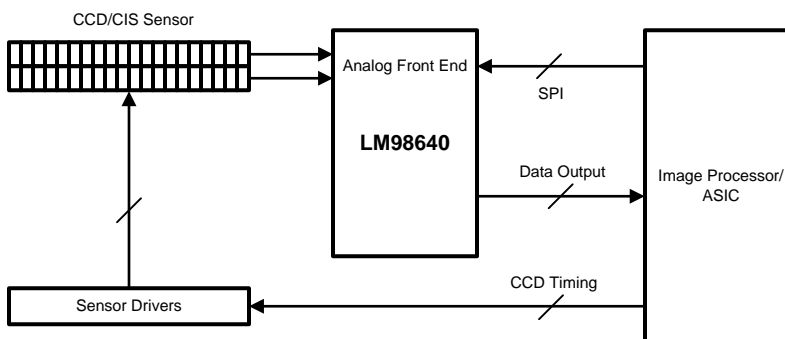 CCD/CIS Sensor
Analog Front End
LM98640
SPI
Data Output
Image Processor/
ASIC
CCD Timing
Sensor Drivers